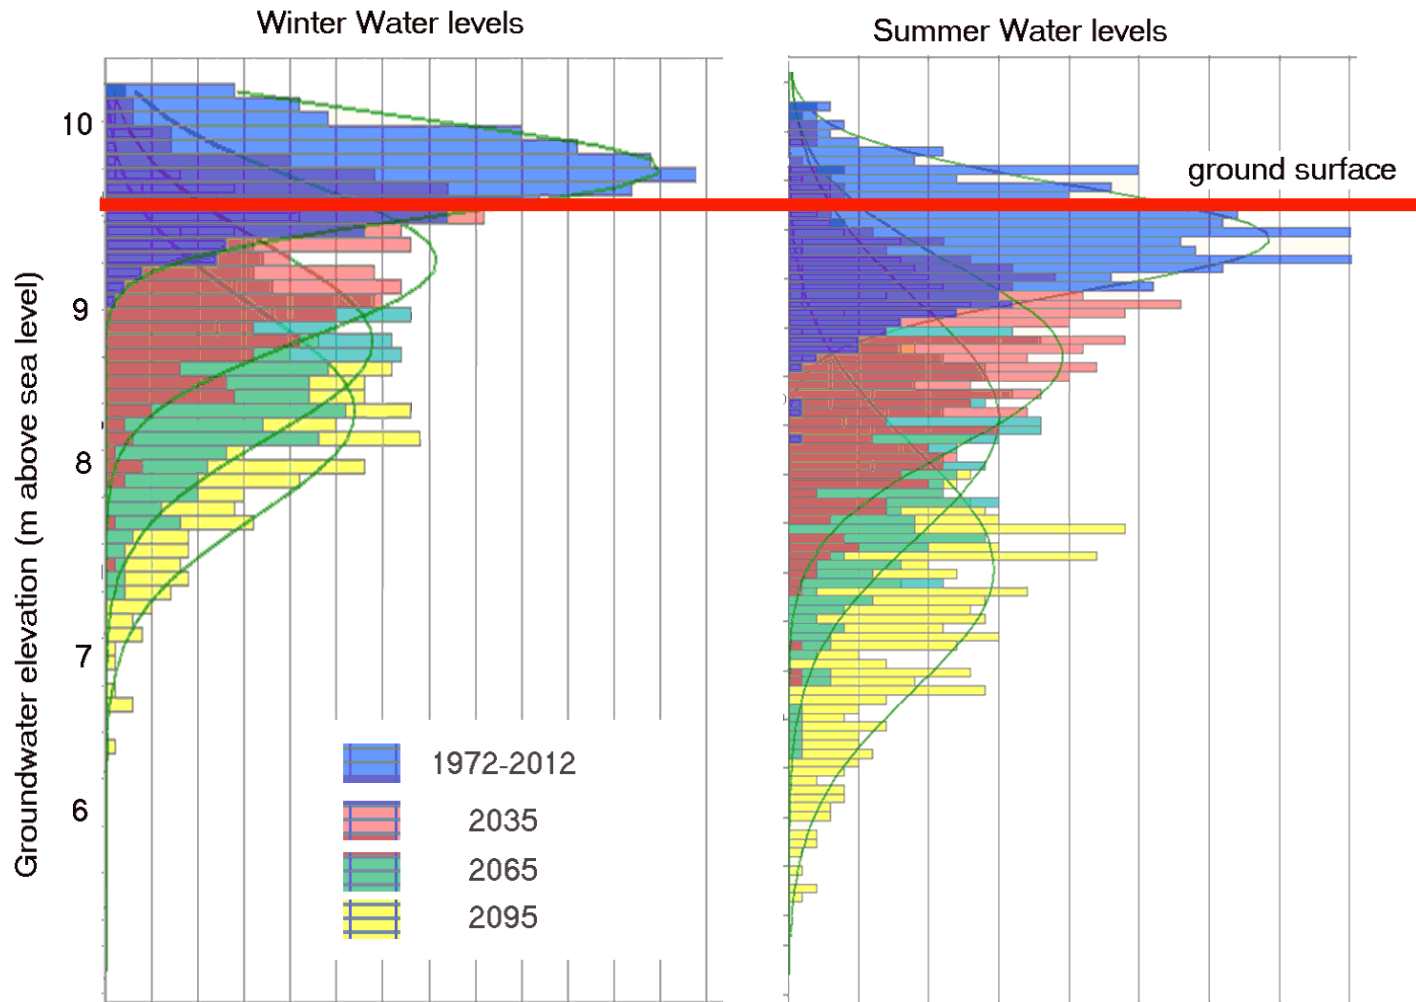 Winter Water levels
Summer Water levels
ground surface
Groundwater elevation (m above sea level)
10
9
8
7
6
1972-2012
2035
2065
2095